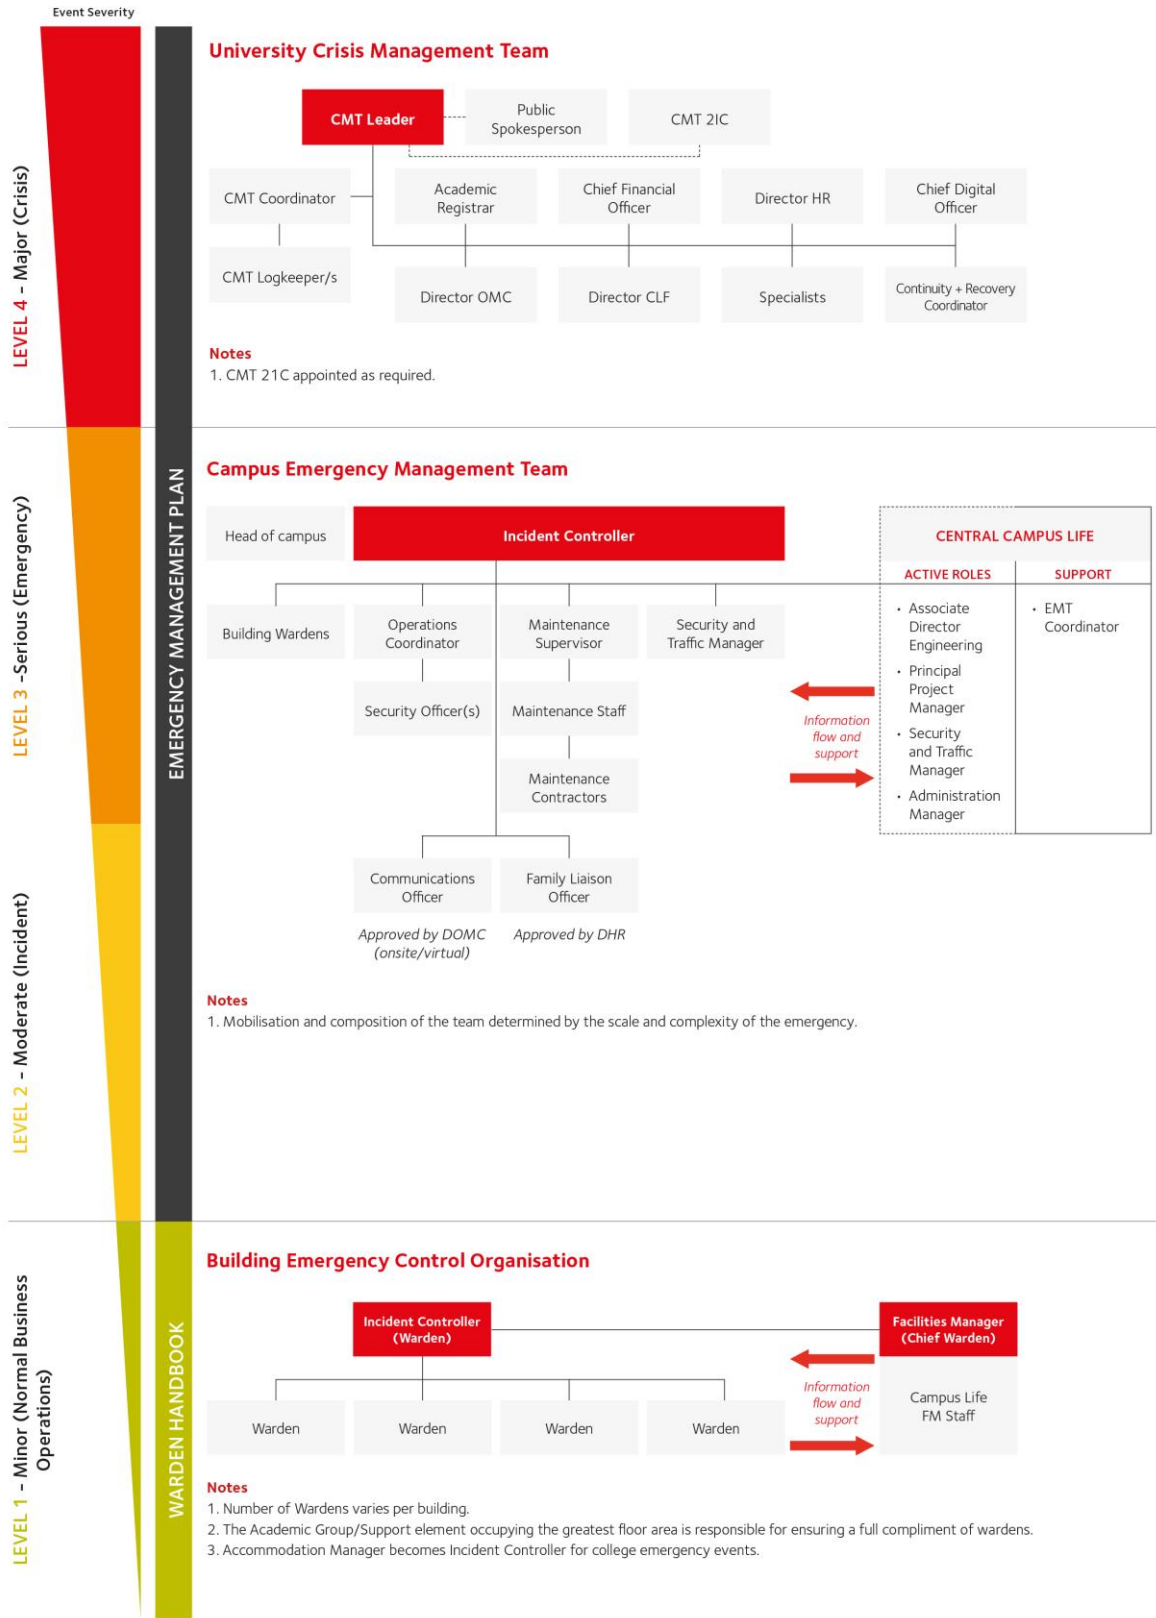 Event Severity
University Crisis Management Team
CMT Leader
Public
Spokesperson
CMT 2IC
CMT Coordinator
Academic
Registrar
Chief Financial
Officer
Director HR
Chief Digital
Officer
CMT Logkeeper/s
Director OMC
Director CLF
Specialists
Continuity + Recovery
Coordinator
Notes
1. CMT 21C appointed as required.
LEVEL 4 – Major (Crisis)
EMERGENCY MANAGEMENT PLAN
Campus Emergency Management Team
Head of campus
Incident Controller
CENTRAL CAMPUS LIFE
ACTIVE ROLES
SUPPORT
Building Wardens
Operations
Coordinator
Maintenance
Supervisor
Security and
Traffic Manager
• Associate
Director
Engineering
• Principal
Project
Manager
• Security
and Traffic
Manager
• Administration
Manager
• EMT
Coordinator
Security Officer(s)
Maintenance Staff
Information
flow and
support
Maintenance
Contractors
Communications
Officer
Family Liaison
Officer
Approved by DOMC
(onsite/virtual)
Approved by DHR
Notes
1. Mobilisation and composition of the team determined by the scale and complexity of the emergency.
LEVEL 3 –Serious (Emergency)
LEVEL 2 – Moderate (Incident)
Building Emergency Control Organisation
Incident Controller
(Warden)
Facilities Manager
(Chief Warden)
Warden
Warden
Warden
Warden
Information
flow and
support
Campus Life
FM Staff
Notes
1. Number of Wardens varies per building.
2. The Academic Group/Support element occupying the greatest floor area is responsible for ensuring a full compliment of wardens.
3. Accommodation Manager becomes Incident Controller for college emergency events.
LEVEL 1 – Minor (Normal Business
Operations)
WARDEN HANDBOOK